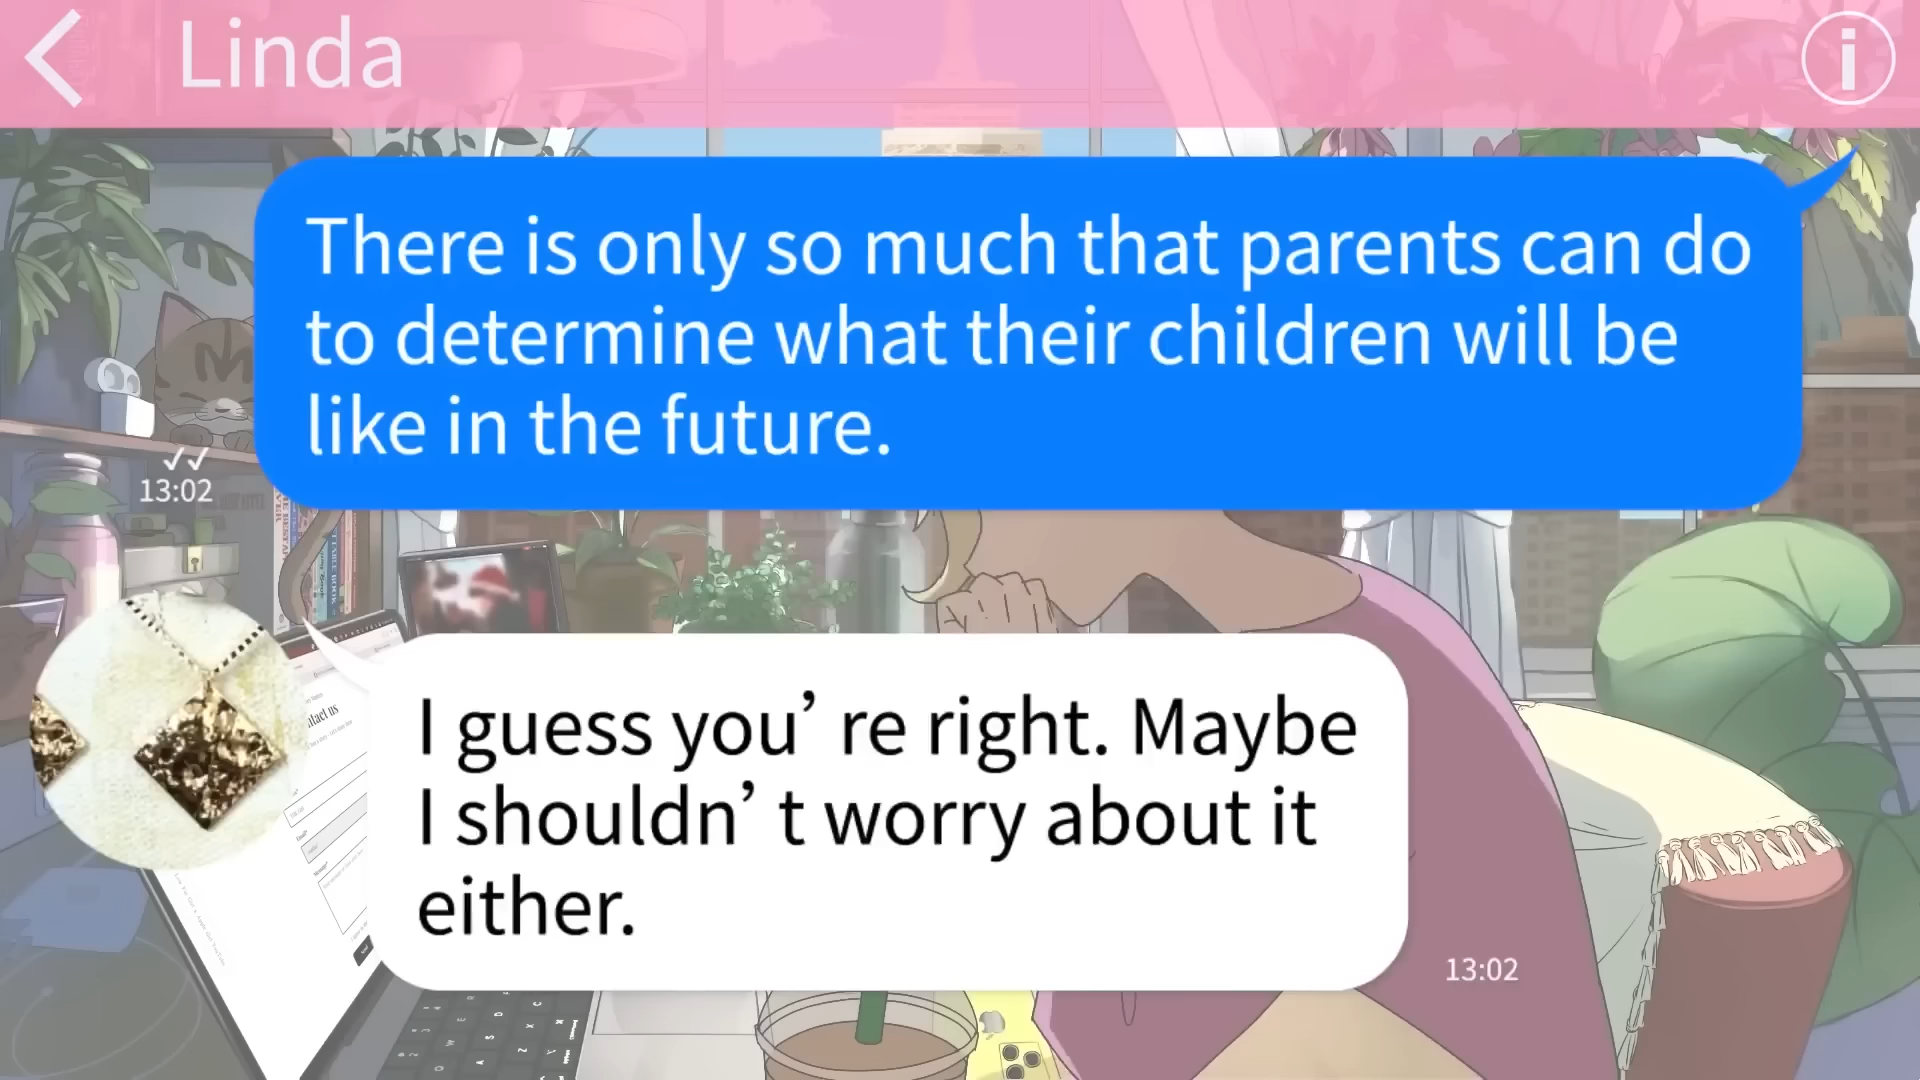 Linda
There is only so much that parents can do
to determine what their children will be
like in the future.
13:02
I guess you’ re right. Maybe
I shouldn’ t worry about it
either.
13:02